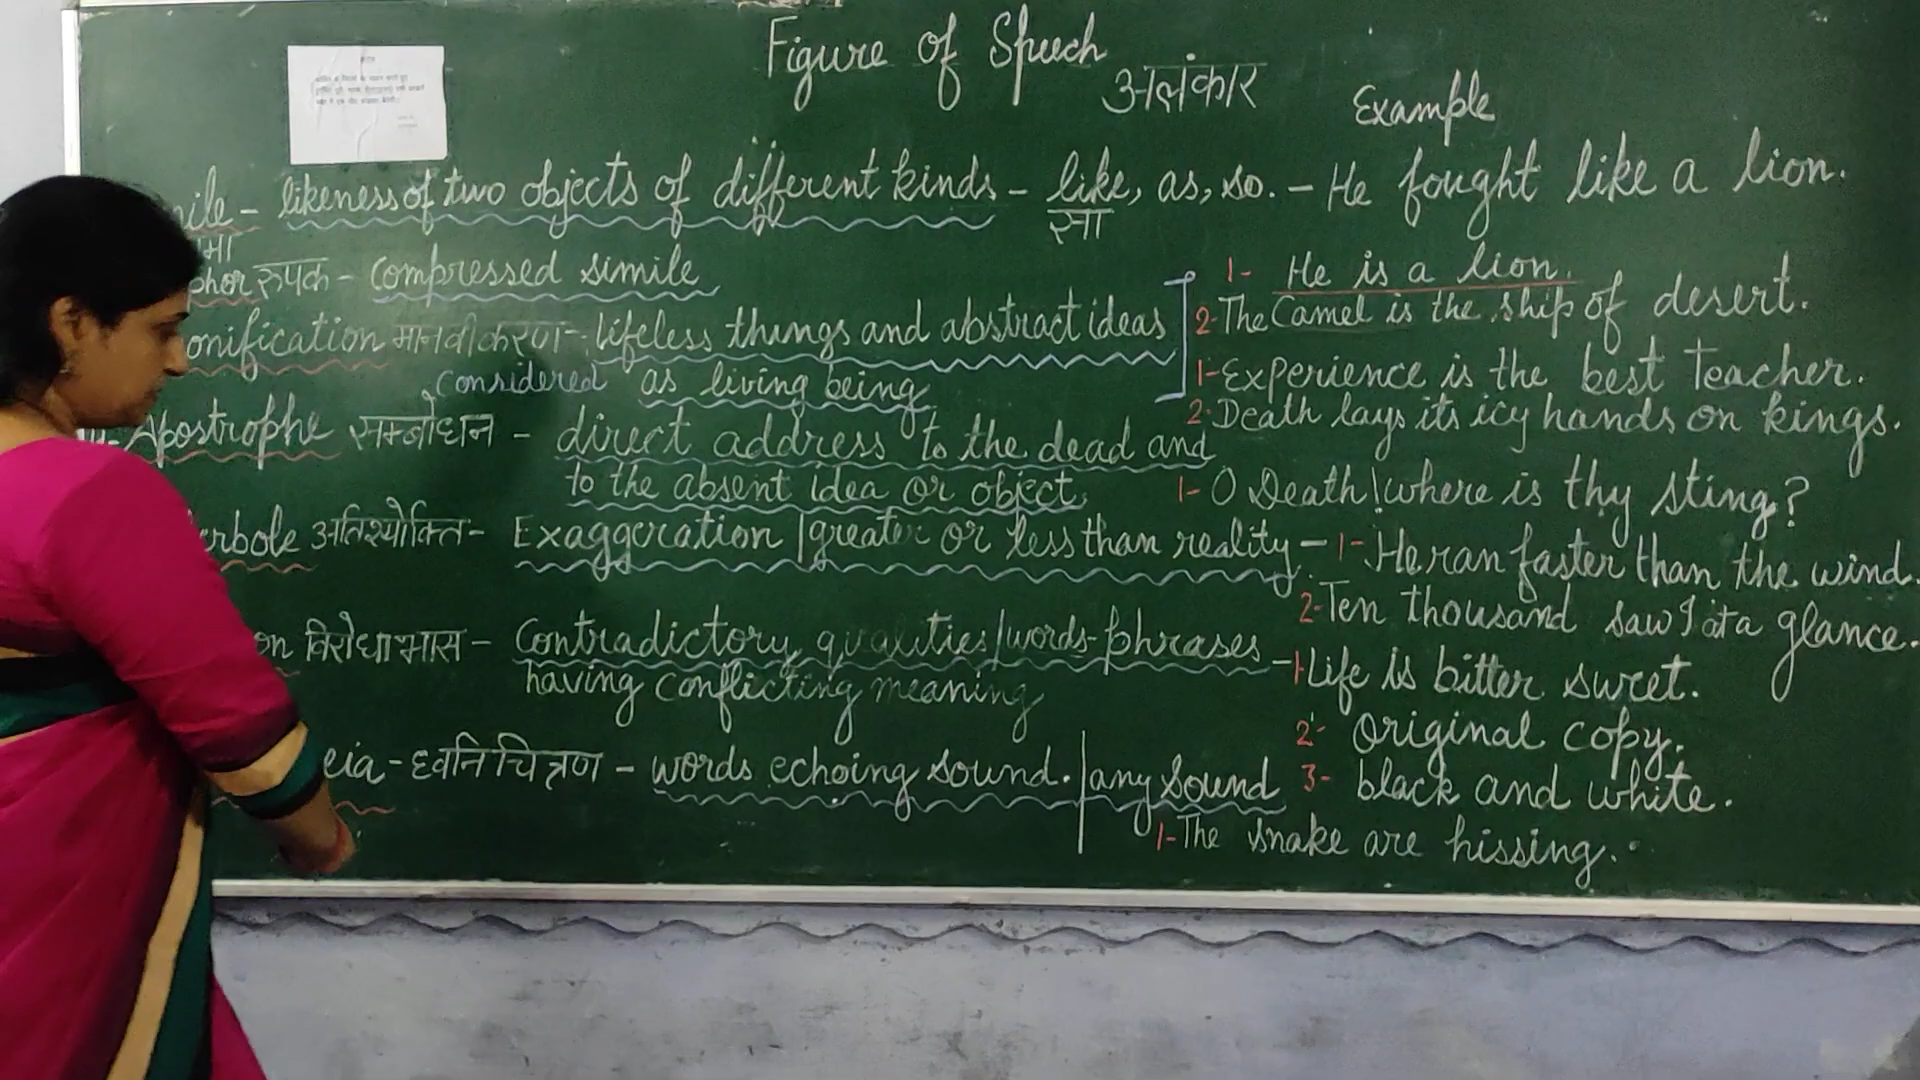 Figure of Speech
अलंकार
Example
ile - likeness of two objects of different kinds - like, as, so. - He fought like a lion.
मा
सा
phor रूपक - compressed simile
1- He is a lion.
2-The Camel is the ship of desert.
onification मानवीकरण - lifeless things and abstract ideas
considered as living being
1-Experience is the best Teacher.
2-Death lays its icy hands on kings.
Apostrophe सम्बोधन - direct address to the dead and
to the absent idea or object.
1- O Death! where is thy sting?
erbole अतिश्योक्ति - Exaggeration | greater or less than reality - 1- He ran faster than the wind.
2-Ten thousand saw I at a glance.
on विरोधाभास - Contradictory qualities/words-phrases
having conflicting meaning
-1-Life is bitter sweet.
2- Original copy.
3- black and white.
eia - ध्वनि चित्रण - words echoing sound. | any sound
1-The snake are hissing.